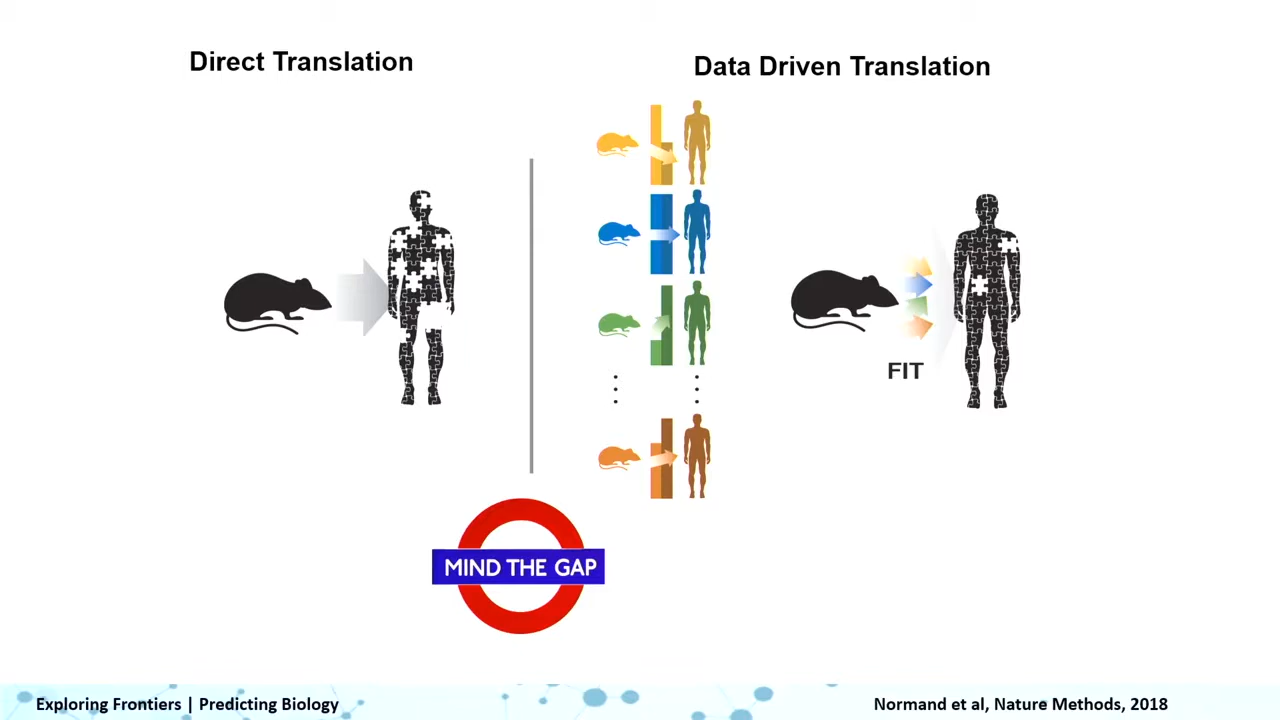 Direct Translation
Data Driven Translation
FIT
MIND THE GAP
Exploring Frontiers | Predicting Biology
Normand et al, Nature Methods, 2018